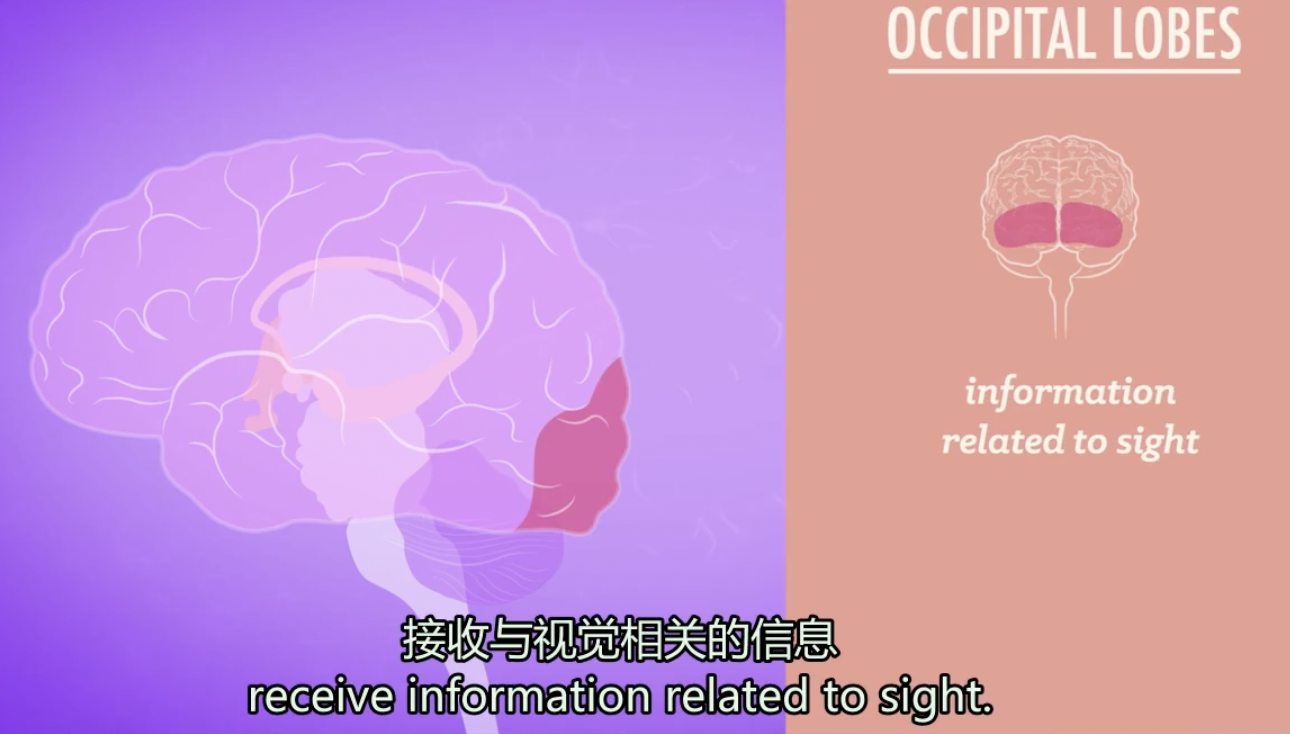 OCCIPITAL LOBES
information
related to sight
接收与视觉相关的信息
receive information related to sight.